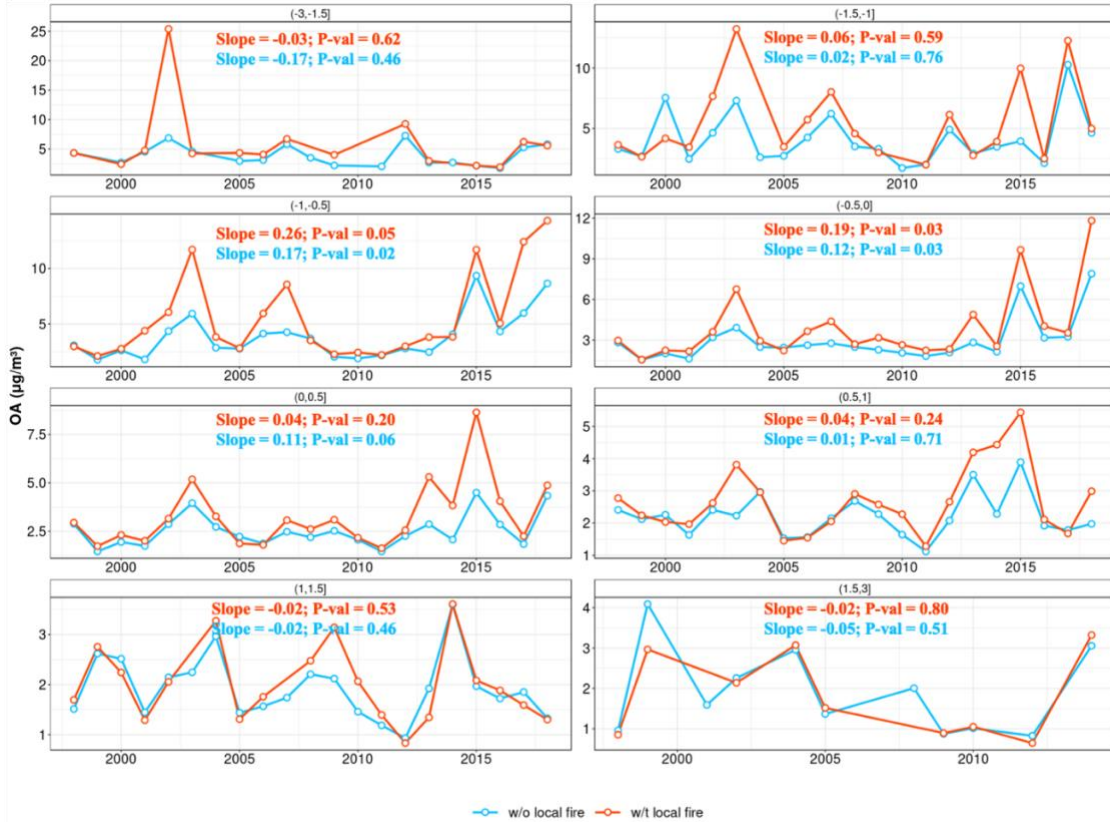 (-3,-1.5]
25
20
15
10
5
Slope = -0.03; P-val = 0.62
Slope = -0.17; P-val = 0.46
2000 2005 2010 2015
(-1.5,-1]
10
5
Slope = 0.06; P-val = 0.59
Slope = 0.02; P-val = 0.76
2000 2005 2010 2015
(-1,-0.5]
10
5
Slope = 0.26; P-val = 0.05
Slope = 0.17; P-val = 0.02
2000 2005 2010 2015
(-0.5,0]
12
9
6
3
Slope = 0.19; P-val = 0.03
Slope = 0.12; P-val = 0.03
2000 2005 2010 2015
OA (µg/m³)
(0,0.5]
7.5
5.0
2.5
Slope = 0.04; P-val = 0.20
Slope = 0.11; P-val = 0.06
2000 2005 2010 2015
(0.5,1]
5
4
3
2
1
Slope = 0.04; P-val = 0.24
Slope = 0.01; P-val = 0.71
2000 2005 2010 2015
(1,1.5]
3
2
1
Slope = -0.02; P-val = 0.53
Slope = -0.02; P-val = 0.46
2000 2005 2010 2015
(1.5,3]
4
3
2
1
Slope = -0.02; P-val = 0.80
Slope = -0.05; P-val = 0.51
2000 2005 2010
w/o local fire w/t local fire